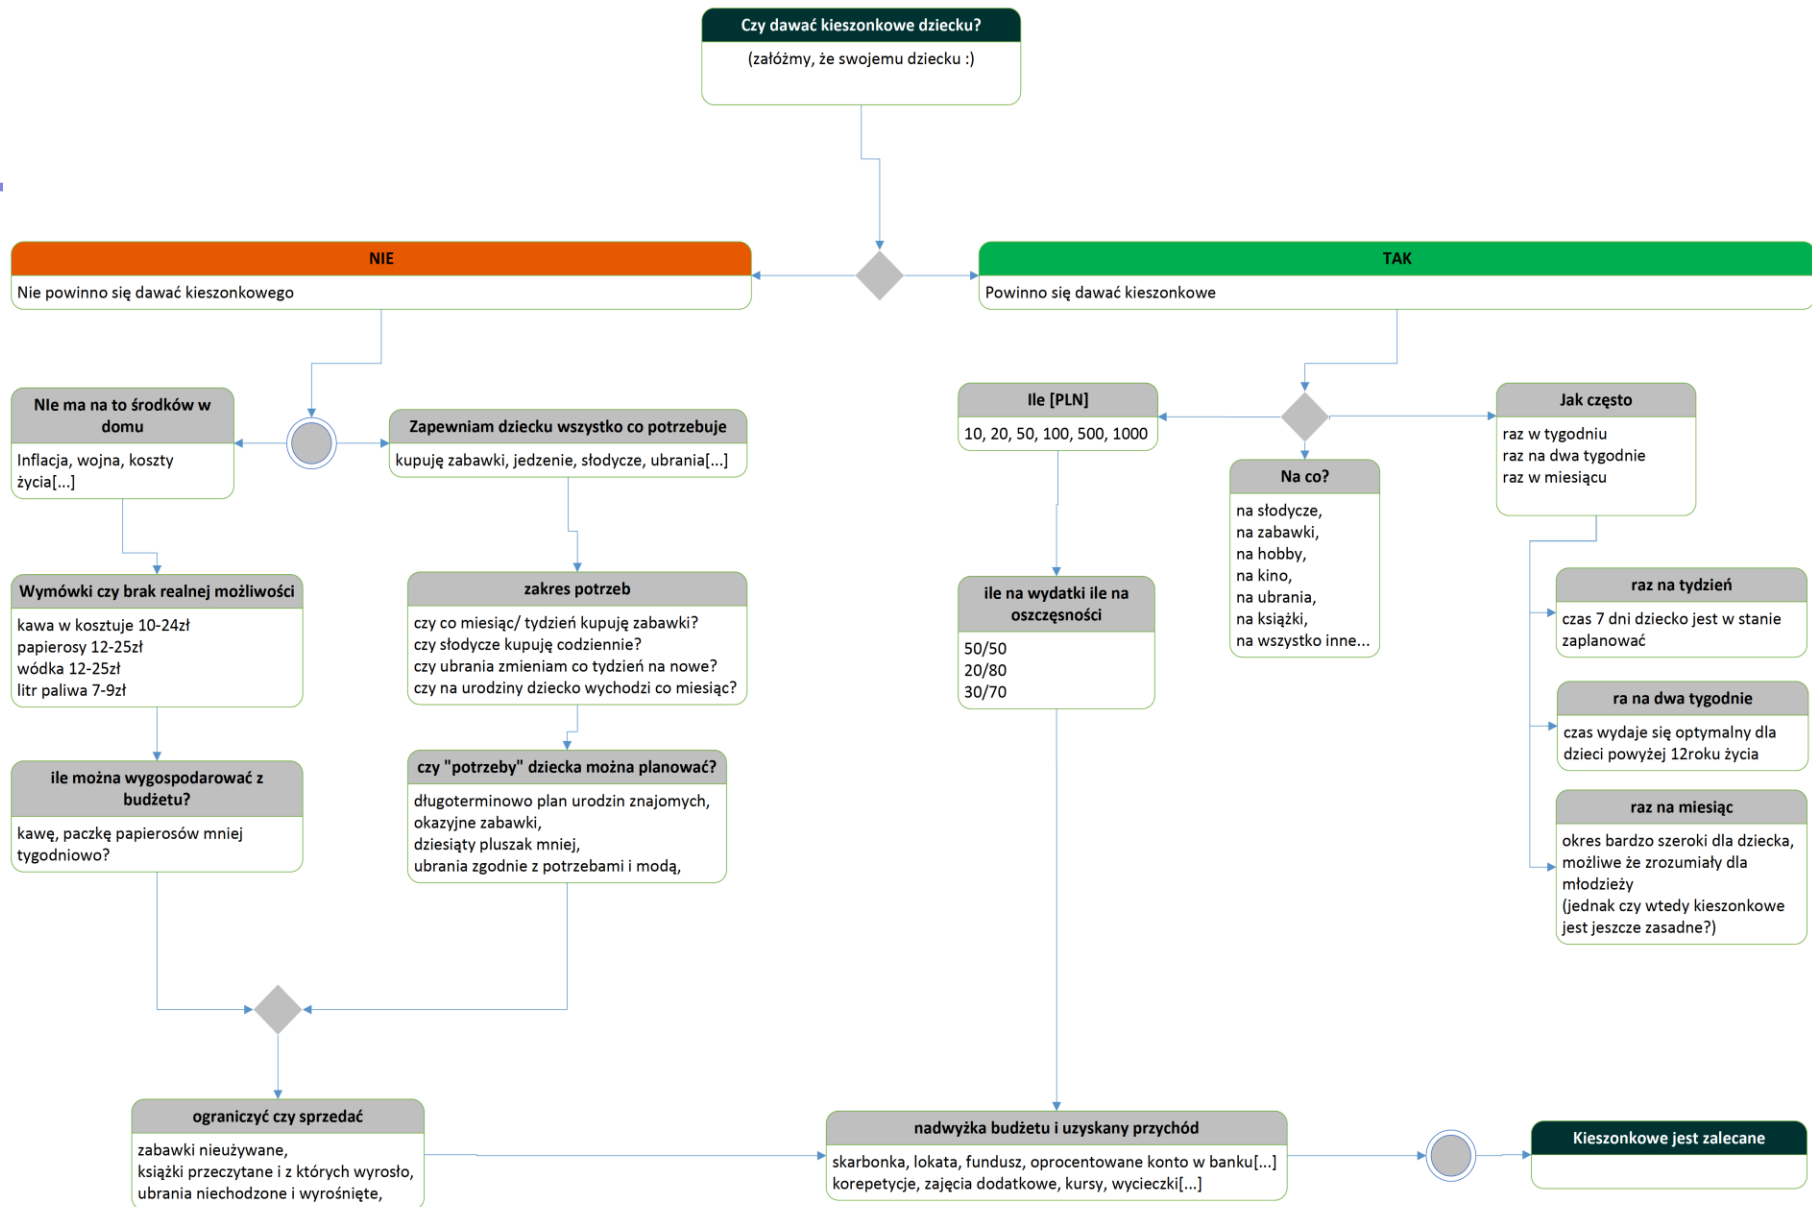 Czy dawać kieszonkowe dziecku?
(załóżmy, że swojemu dziecku :)
NIE
Nie powinno się dawać kieszonkowego
TAK
Powinno się dawać kieszonkowe
NIe ma na to środków w
domu
Inflacja, wojna, koszty
życia[...]
Zapewniam dziecku wszystko co potrzebuje
kupuję zabawki, jedzenie, słodycze, ubrania[...]
Ile [PLN]
10, 20, 50, 100, 500, 1000
Na co?
na słodycze,
na zabawki,
na hobby,
na kino,
na ubrania,
na książki,
na wszystko inne...
Jak często
raz w tygodniu
raz na dwa tygodnie
raz w miesiącu
Wymówki czy brak realnej możliwości
kawa w kosztuje 10-24zł
papierosy 12-25zł
wódka 12-25zł
litr paliwa 7-9zł
zakres potrzeb
czy co miesiąc/ tydzień kupuję zabawki?
czy słodycze kupuję codziennie?
czy ubrania zmieniam co tydzień na nowe?
czy na urodziny dziecko wychodzi co miesiąc?
ile na wydatki ile na
oszczęsności
50/50
20/80
30/70
raz na tydzień
czas 7 dni dziecko jest w stanie
zaplanować
ra na dwa tygodnie
czas wydaje się optymalny dla
dzieci powyżej 12roku życia
raz na miesiąc
okres bardzo szeroki dla dziecka,
możliwe że zrozumiały dla
młodzieży
(jednak czy wtedy kieszonkowe
jest jeszcze zasadne?)
ile można wygospodarować z
budżetu?
kawę, paczkę papierosów mniej
tygodniowo?
czy "potrzeby" dziecka można planować?
długoterminowo plan urodzin znajomych,
okazyjne zabawki,
dziesiąty pluszak mniej,
ubrania zgodnie z potrzebami i modą,
ograniczyć czy sprzedać
zabawki nieużywane,
książki przeczytane i z których wyrosło,
ubrania niechodzone i wyrośnięte,
nadwyżka budżetu i uzyskany przychód
skarbonka, lokata, fundusz, oprocentowane konto w banku[...]
korepetycje, zajęcia dodatkowe, kursy, wycieczki[...]
Kieszonkowe jest zalecane